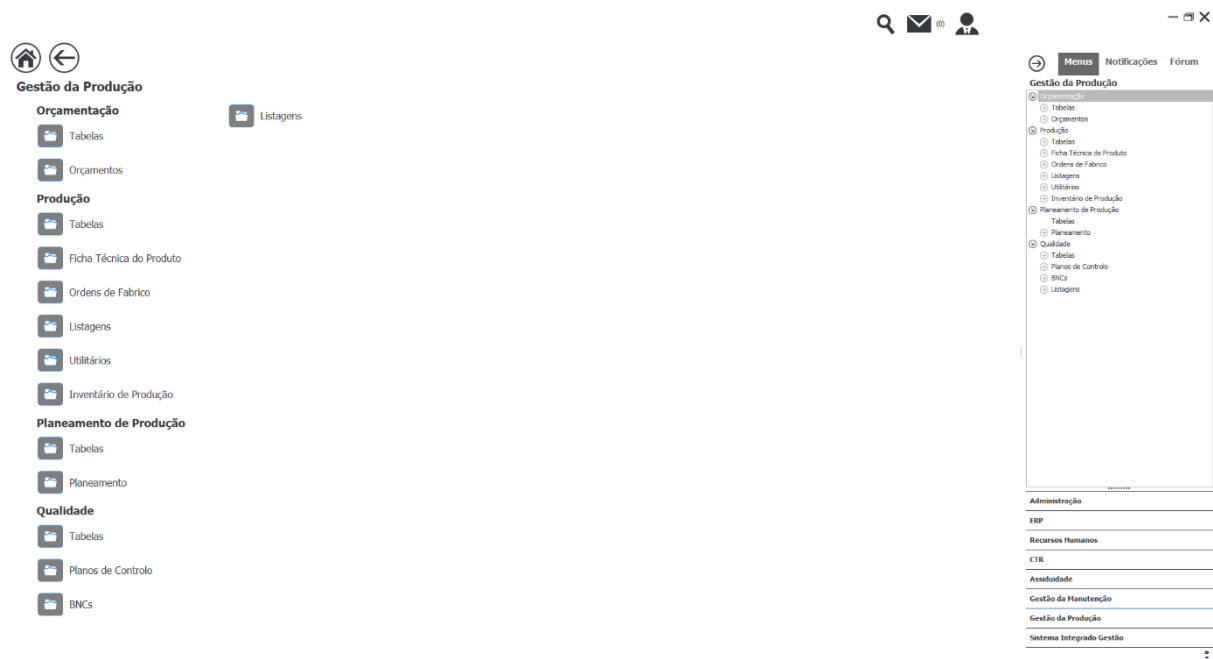 (0)
Gestão da Produção
Orçamentação
Tabelas
Orçamentos
Produção
Tabelas
Ficha Técnica do Produto
Ordens de Fabrico
Listagens
Utilitários
Inventário de Produção
Planeamento de Produção
Tabelas
Planeamento
Qualidade
Tabelas
Planos de Controlo
BNCs
Listagens
Menus Notificações Fórum
Gestão da Produção
Orçamentação
Tabelas
Orçamentos
Produção
Tabelas
Ficha Técnica do Produto
Ordens de Fabrico
Listagens
Utilitários
Inventário de Produção
Planeamento de Produção
Tabelas
Planeamento
Qualidade
Tabelas
Planos de Controlo
BNCs
Listagens
Administração
ERP
Recursos Humanos
CTR
Assiduidade
Gestão da Manutenção
Gestão da Produção
Sistema Integrado Gestão